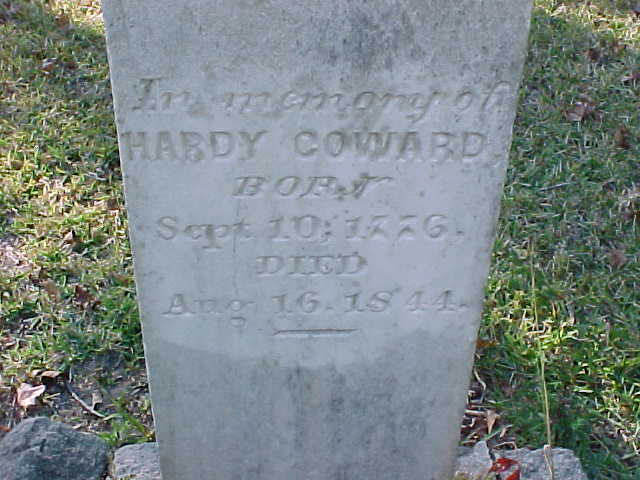 In memory of
HARDY COWARD,
BORN
Sept 10, 1776.
DIED
Aug 16. 1844.